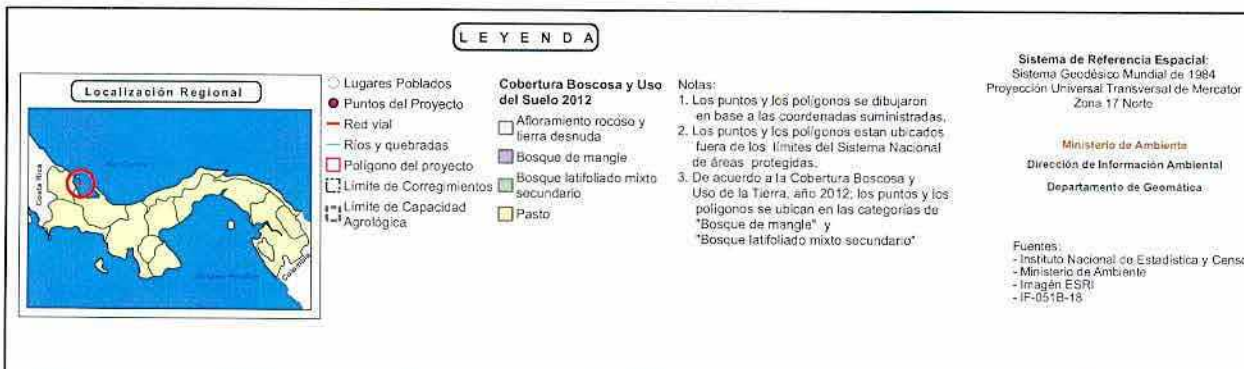 LEYENDA
Localización Regional
Costa Rica
Colombia
Lugares Poblados
Puntos del Proyecto
Red vial
Ríos y quebradas
Polígono del proyecto
Límite de Corregimientos
Límite de Capacidad
Agrológica
Cobertura Boscosa y Uso
del Suelo 2012
Afloramiento rocoso y
tierra desnuda
Bosque de mangle
Bosque latifoliado mixto
secundario
Pasto
Notas:
1. Los puntos y los polígonos se dibujaron
en base a las coordenadas suministradas.
2. Los puntos y los polígonos estan ubicados
fuera de los límites del Sistema Nacional
de áreas protegidas.
3. De acuerdo a la Cobertura Boscosa y
Uso de la Tierra, año 2012; los puntos y los
polígonos se ubican en las categorías de
"Bosque de mangle" y
"Bosque latifoliado mixto secundario"
Sistema de Referencia Espacial:
Sistema Geodésico Mundial de 1984
Proyección Universal Transversal de Mercator
Zona 17 Norte
Ministerio de Ambiente
Dirección de Información Ambiental
Departamento de Geomática
Fuentes:
- Instituto Nacional de Estadística y Censo
- Ministerio de Ambiente
- Imagén ESRI
- IF-051B-18